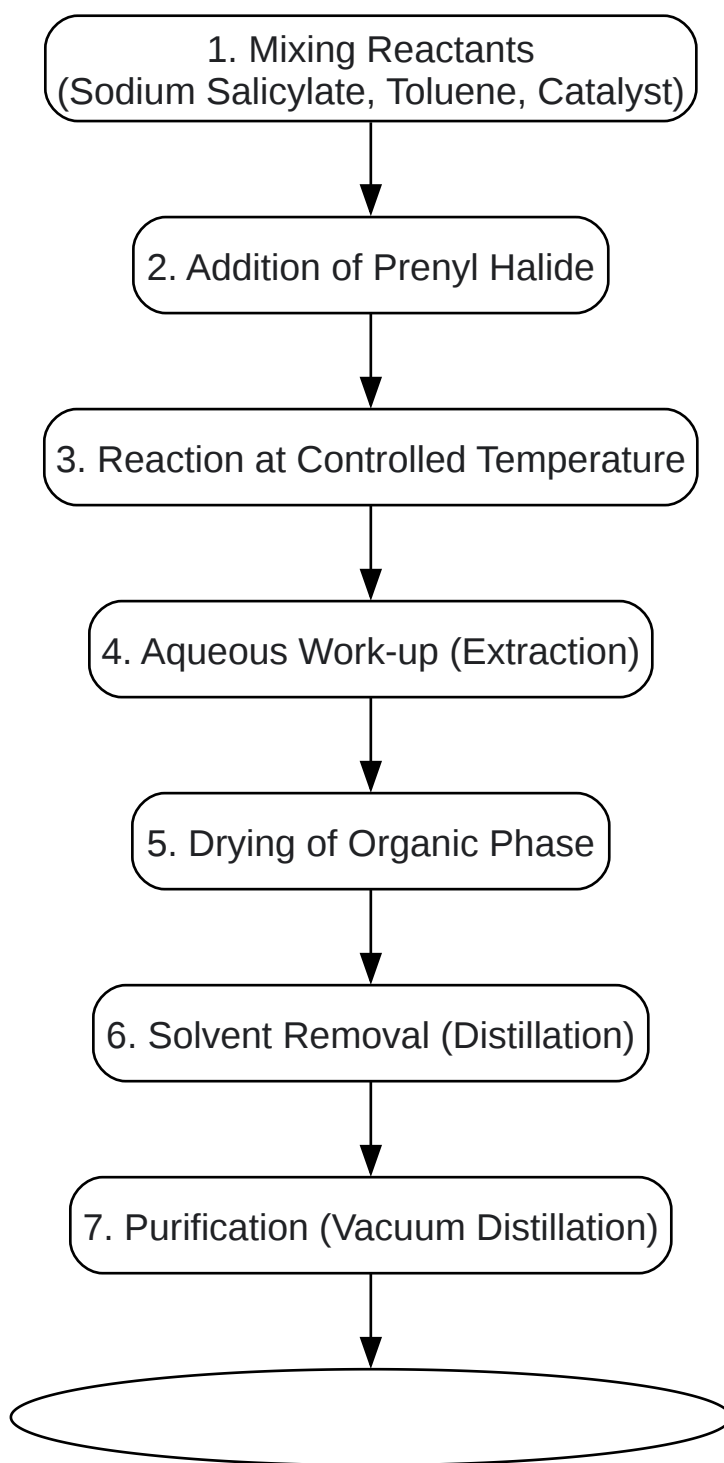 1. Mixing Reactants
(Sodium Salicylate, Toluene, Catalyst)
2. Addition of Prenyl Halide
3. Reaction at Controlled Temperature
4. Aqueous Work-up (Extraction)
5. Drying of Organic Phase
6. Solvent Removal (Distillation)
7. Purification (Vacuum Distillation)